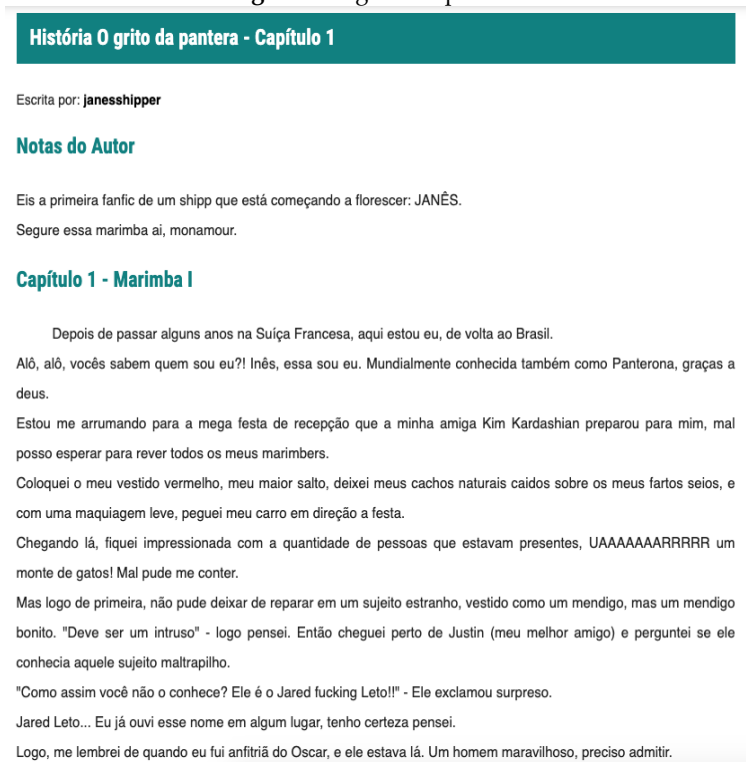 História O grito da pantera - Capítulo 1
Escrita por: janesshipper
Notas do Autor
Eis a primeira fanfic de um shipp que está começando a florescer: JANÊS.
Segure essa marimba ai, monamour.
Capítulo 1 - Marimba I
Depois de passar alguns anos na Suíça Francesa, aqui estou eu, de volta ao Brasil.
Alô, alô, vocês sabem quem sou eu?! Inês, essa sou eu. Mundialmente conhecida também como Panterona, graças a
deus.
Estou me arrumando para a mega festa de recepção que a minha amiga Kim Kardashian preparou para mim, mal
posso esperar para rever todos os meus marimbers.
Coloquei o meu vestido vermelho, meu maior salto, deixei meus cachos naturais caidos sobre os meus fartos seios, e
com uma maquiagem leve, peguei meu carro em direção a festa.
Chegando lá, fiquei impressionada com a quantidade de pessoas que estavam presentes, UAAAAAAARRRRR um
monte de gatos! Mal pude me conter.
Mas logo de primeira, não pude deixar de reparar em um sujeito estranho, vestido como um mendigo, mas um mendigo
bonito. "Deve ser um intruso" - logo pensei. Então cheguei perto de Justin (meu melhor amigo) e perguntei se ele
conhecia aquele sujeito maltrapilho.
"Como assim você não o conhece? Ele é o Jared fucking Leto!!" - Ele exclamou surpreso.
Jared Leto... Eu já ouvi esse nome em algum lugar, tenho certeza pensei.
Logo, me lembrei de quando eu fui anfitriã do Oscar, e ele estava lá. Um homem maravilhoso, preciso admitir.